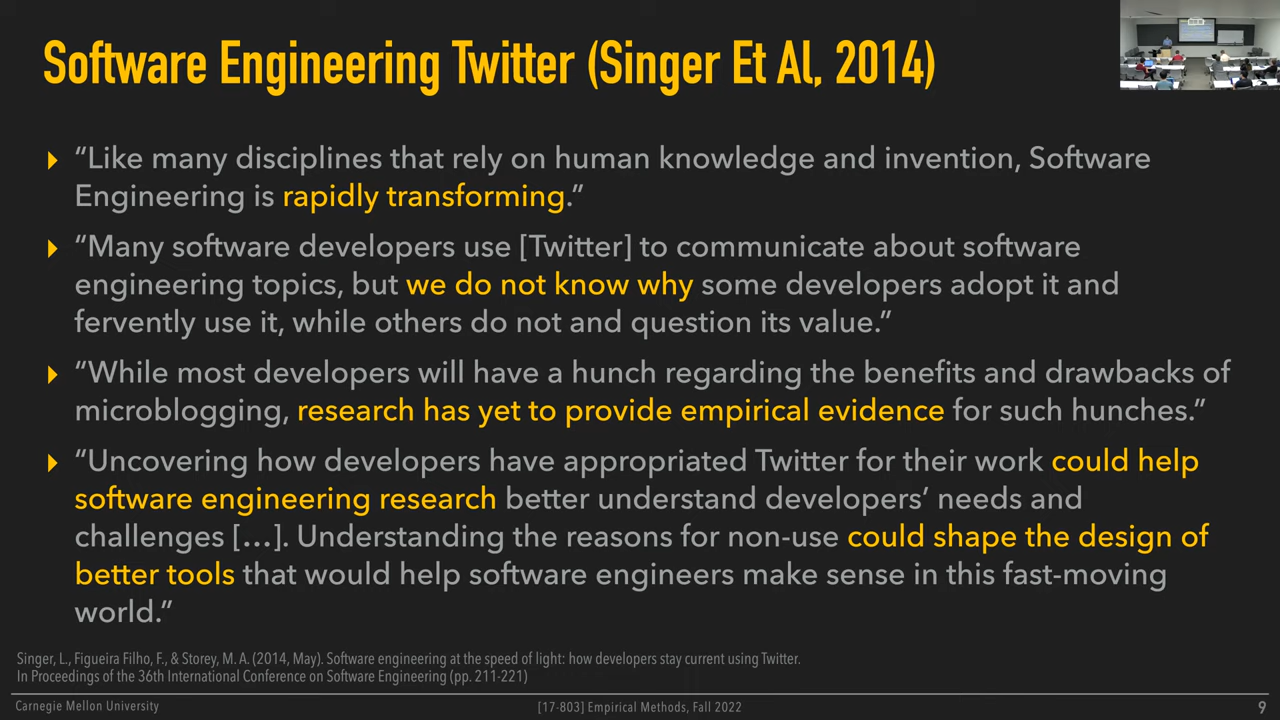 Software Engineering Twitter (Singer Et Al, 2014)
“Like many disciplines that rely on human knowledge and invention, Software
Engineering is rapidly transforming.”
“Many software developers use [Twitter] to communicate about software
engineering topics, but we do not know why some developers adopt it and
fervently use it, while others do not and question its value.”
“While most developers will have a hunch regarding the benefits and drawbacks of
microblogging, research has yet to provide empirical evidence for such hunches.”
“Uncovering how developers have appropriated Twitter for their work could help
software engineering research better understand developers’ needs and
challenges […]. Understanding the reasons for non-use could shape the design of
better tools that would help software engineers make sense in this fast-moving
world.”
Singer, L., Figueira Filho, F., & Storey, M. A. (2014, May). Software engineering at the speed of light: how developers stay current using Twitter.
In Proceedings of the 36th International Conference on Software Engineering (pp. 211-221)
Carnegie Mellon University
[17-803] Empirical Methods, Fall 2022
9